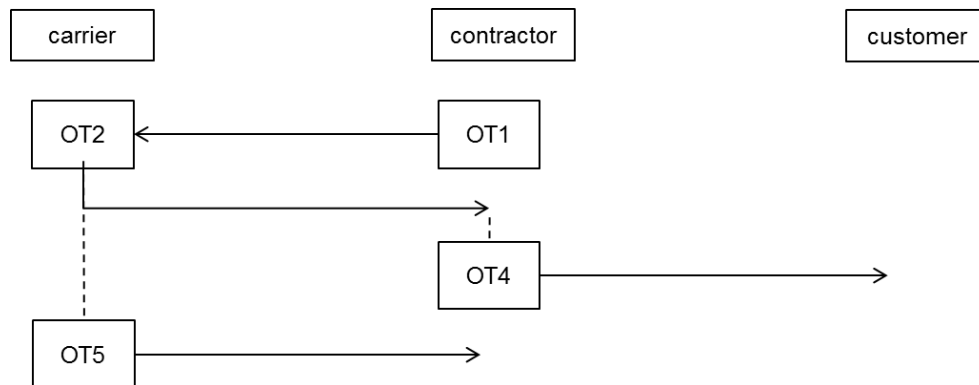 carrier
contractor
customer
OT2
OT1
OT4
OT5